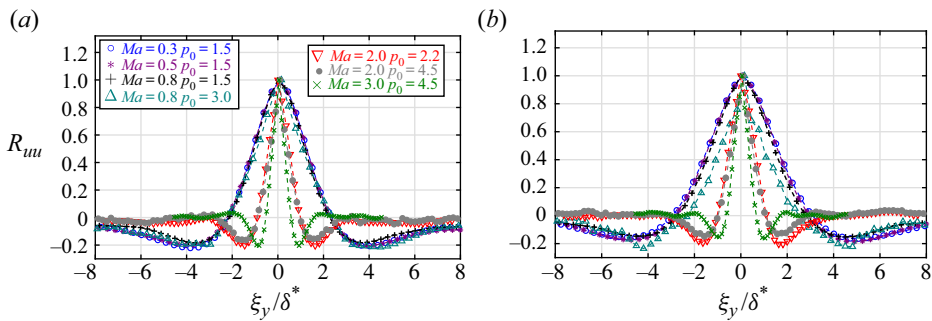 (a)
(b)
Ma = 0.3 p0 = 1.5
Ma = 0.5 p0 = 1.5
Ma = 0.8 p0 = 1.5
Ma = 0.8 p0 = 3.0
Ma = 2.0 p0 = 2.2
Ma = 2.0 p0 = 4.5
Ma = 3.0 p0 = 4.5
Ruu
1.2
1.0
0.8
0.6
0.4
0.2
0
−0.2
−8 −6 −4 −2 0 2 4 6 8
ξy/δ*
1.2
1.0
0.8
0.6
0.4
0.2
0
−0.2
−8 −6 −4 −2 0 2 4 6 8
ξy/δ*